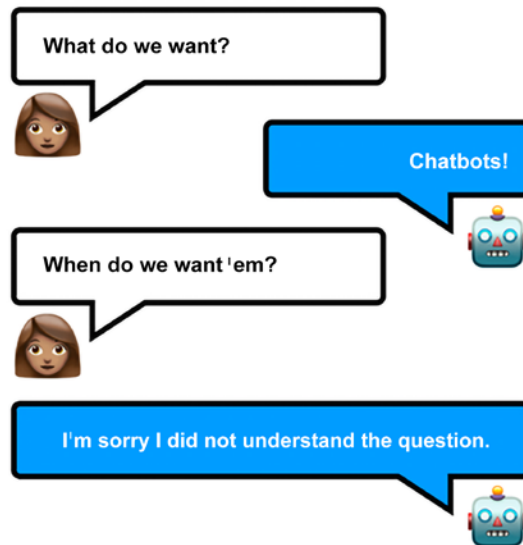 What do we want?
Chatbots!
When do we want 'em?
I'm sorry I did not understand the question.